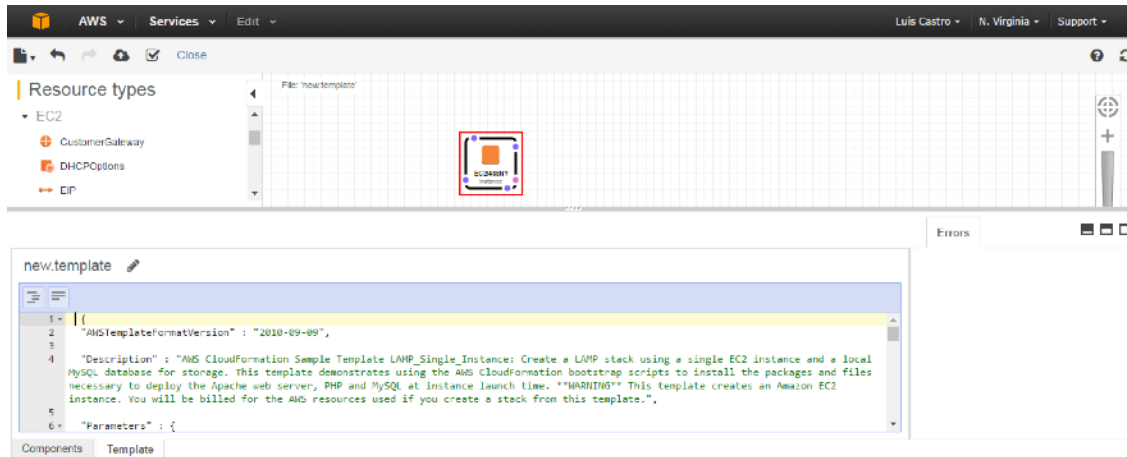 AWS Services Edit Luis Castro N. Virginia Support
Close
Resource types
File: 'new.template'
EC2
CustomerGateway
DHCPOptions
EIP
Instance
Errors
new.template
1 {
2 "AWSTemplateFormatVersion" : "2010-09-09",
3
4 "Description" : "AWS CloudFormation Sample Template LAMP_Single_Instance: Create a LAMP stack using a single EC2 instance and a local
MySQL database for storage. This template demonstrates using the AWS CloudFormation bootstrap scripts to install the packages and files
necessary to deploy the Apache web server, PHP and MySQL at instance launch time. **WARNING** This template creates an Amazon EC2
instance. You will be billed for the AWS resources used if you create a stack from this template.",
5
6 "Parameters" : {
Components Template